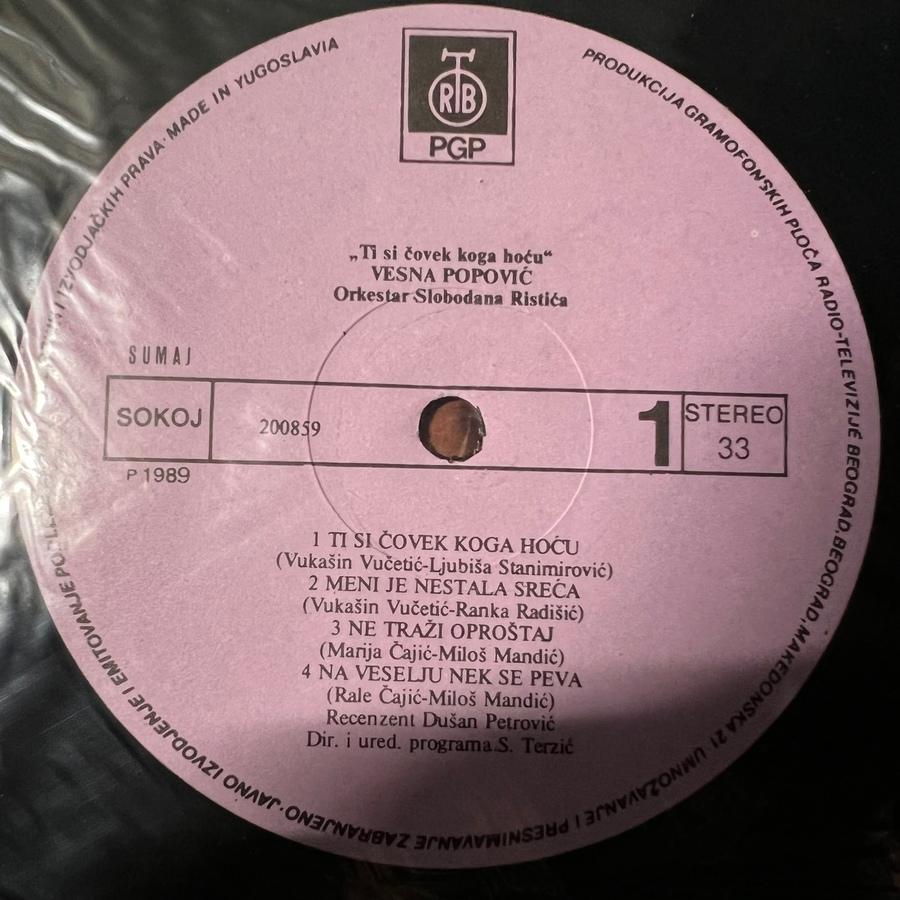 RTB
PGP
„Ti si čovek koga hoću“
VESNA POPOVIĆ
Orkestar Slobodana Ristića
SUMAJ
SOKOJ
200859
1
STEREO
33
P 1989
1 TI SI ČOVEK KOGA HOĆU
(Vukašin Vučetić-Ljubiša Stanimirović)
2 MENI JE NESTALA SREĆA
(Vukašin Vučetić-Ranka Radišić)
3 NE TRAŽI OPROŠTAJ
(Marija Čajić-Miloš Mandić)
4 NA VESELJU NEK SE PEVA
(Rale Čajić-Miloš Mandić)
Recenzent Dušan Petrović
Dir. i ured. programa S. Terzić
PRODUKCIJA GRAMOFONSKIH PLOČA RADIO-TELEVIZIJE BEOGRAD, BEOGRAD, MAKEDONSKA 21 UMNOŽAVANJE I PRESNIMAVANJE ZABRANJENO·JAVNO IZVODJENJE I EMITOVANJE I IZVODJAČKIH PRAVA·MADE IN YUGOSLAVIA